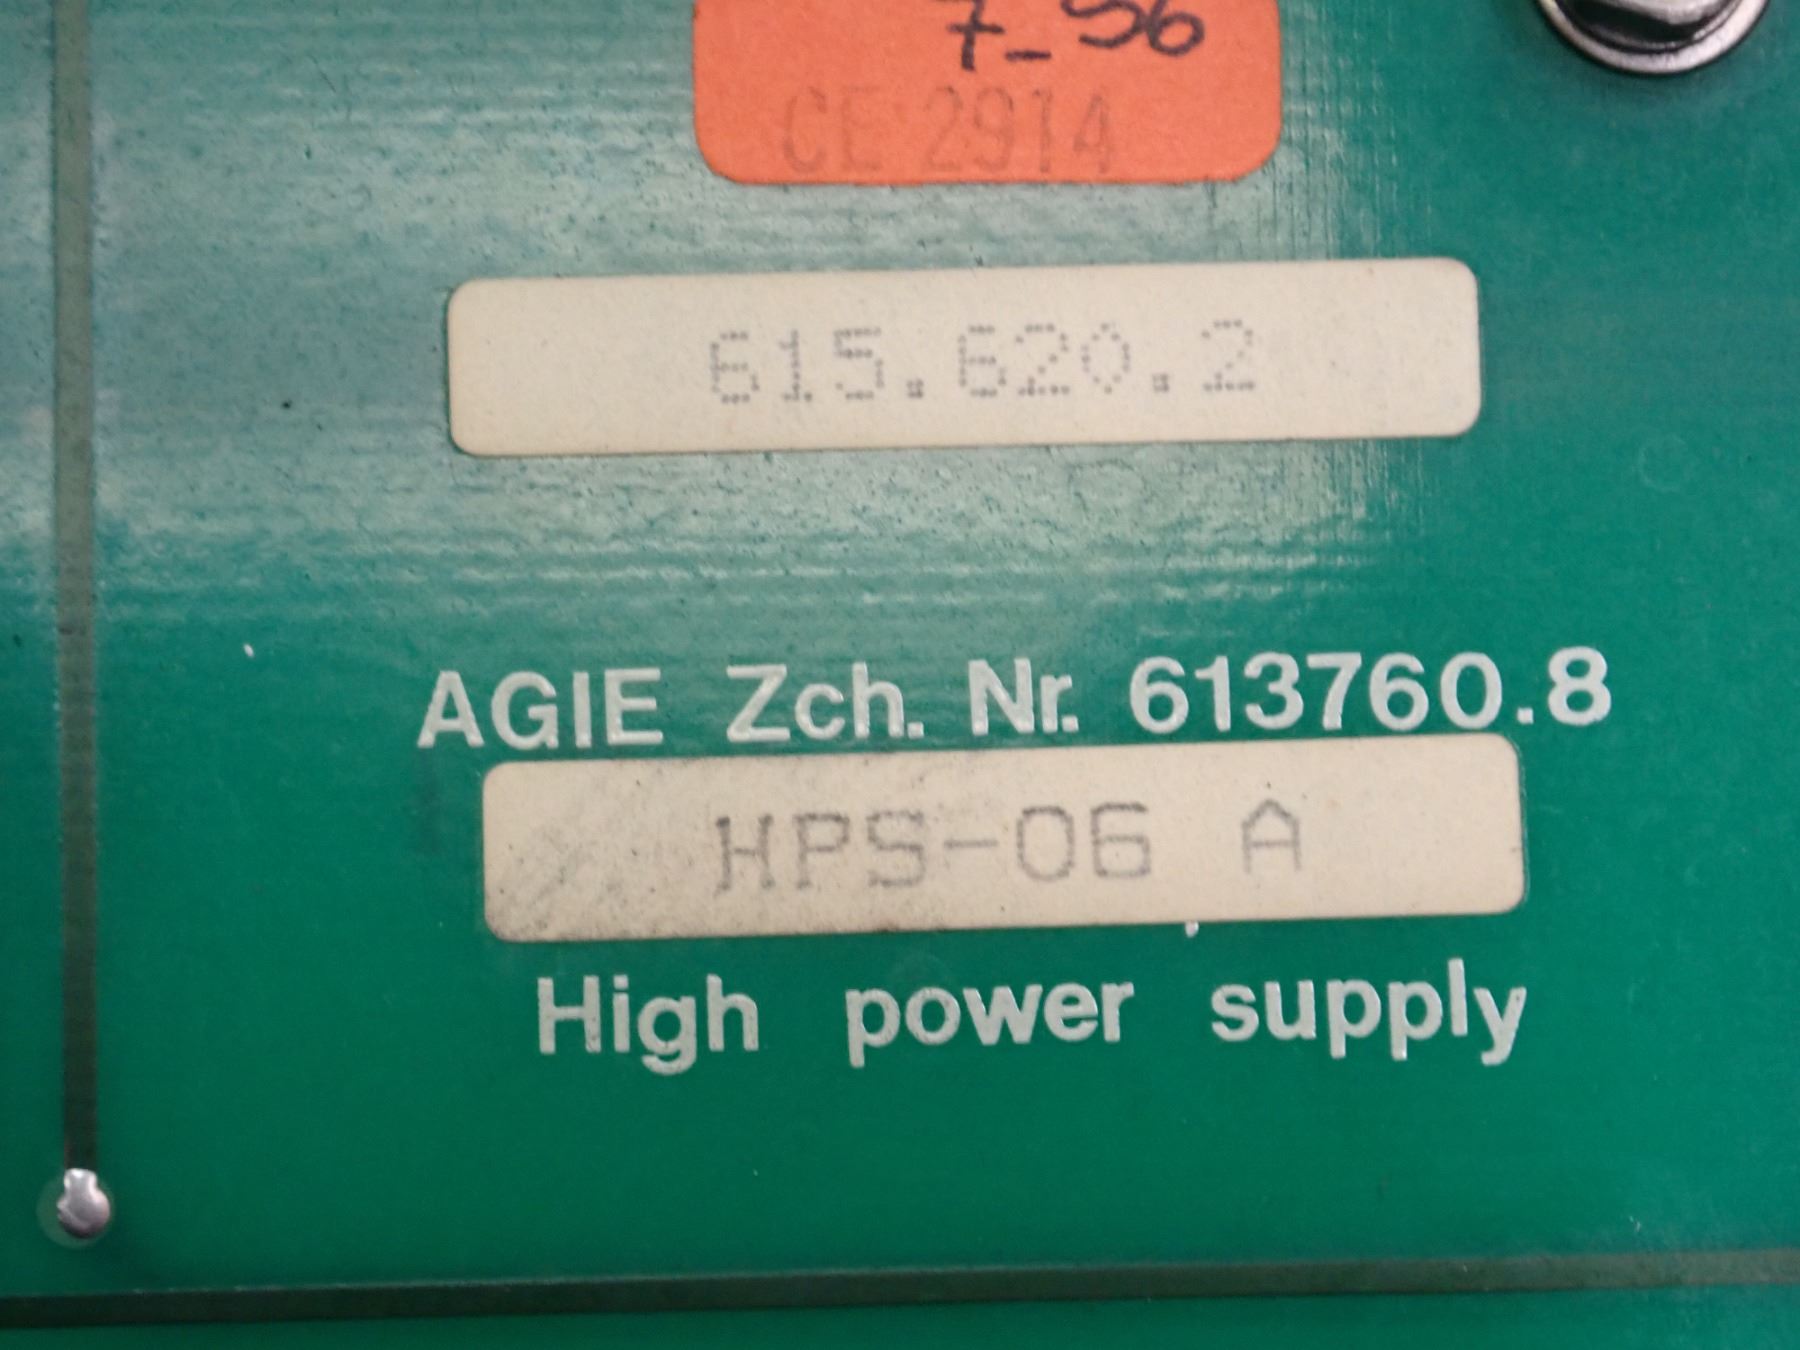 7-96
CE 2914
615.620.2
AGIE Zch. Nr. 613760.8
HPS-06 A
High power supply